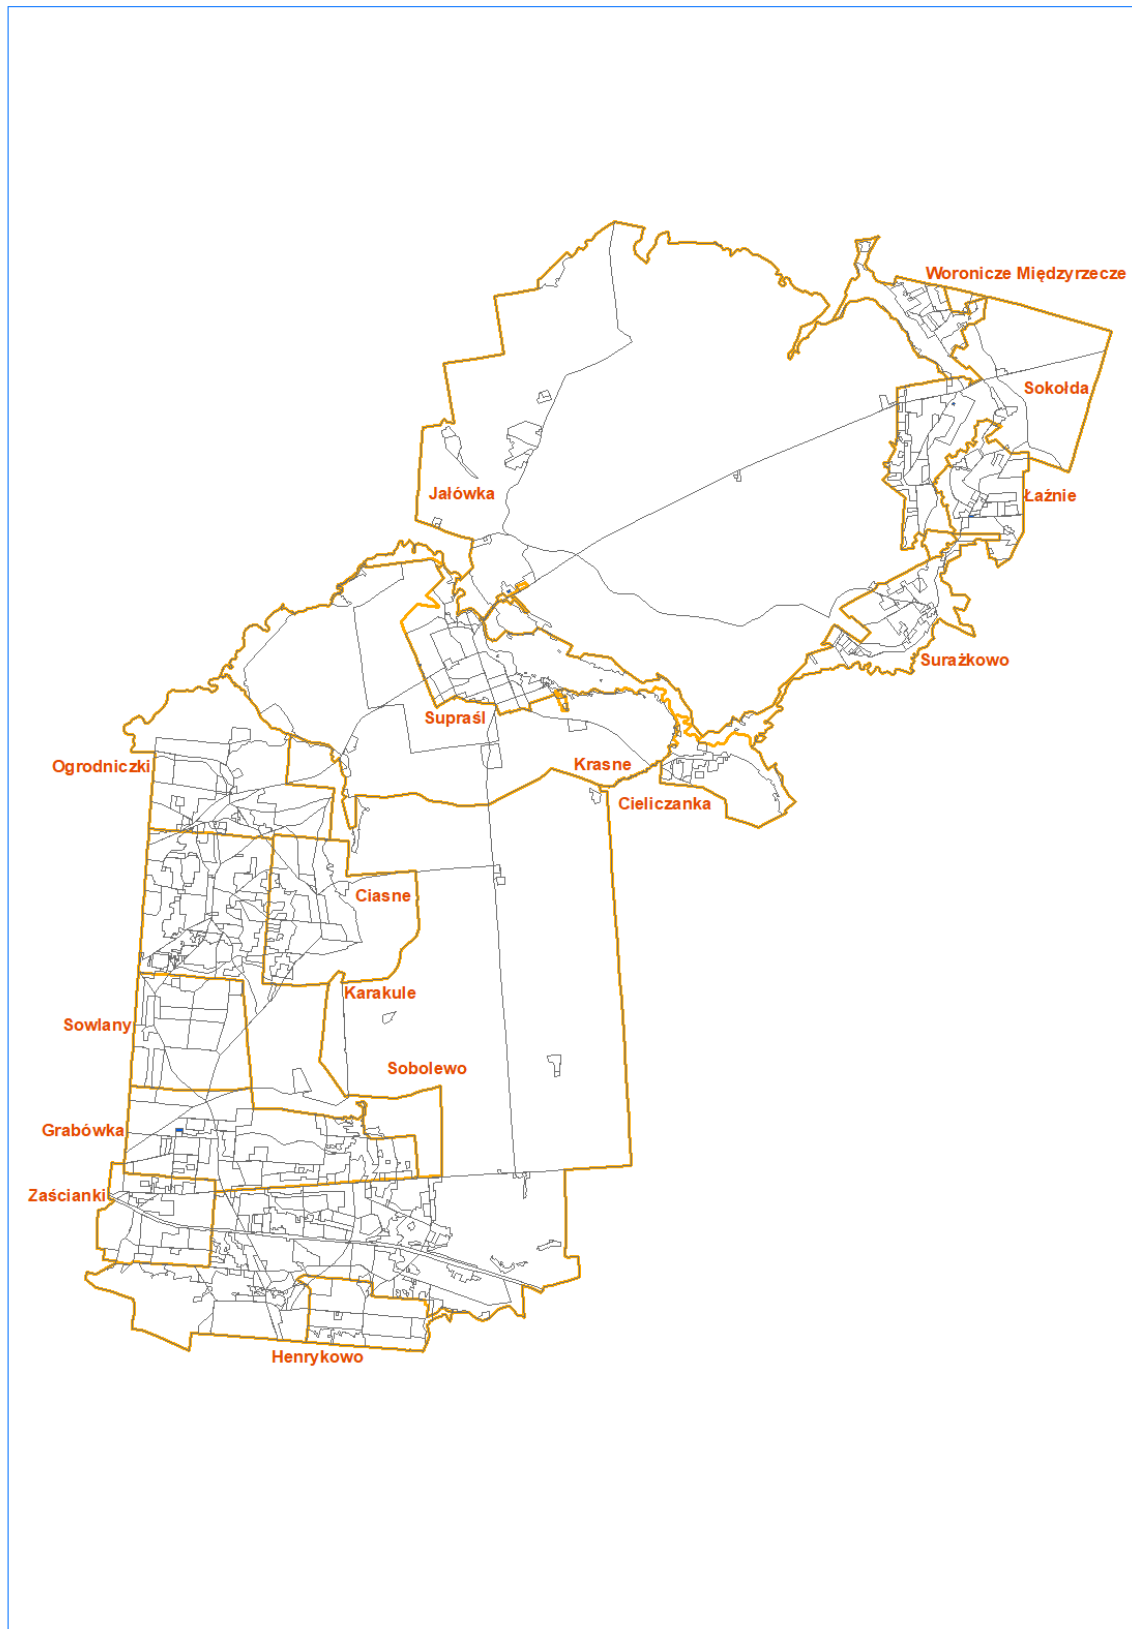 Woronicze Międzyrzecze
Sokołda
Jałówka
Łaźnie
Surażkowo
Supraśl
Ogrodniczki
Krasne
Cieliczanka
Ciasne
Karakule
Sowlany
Sobolewo
Grabówka
Zaścianki
Henrykowo